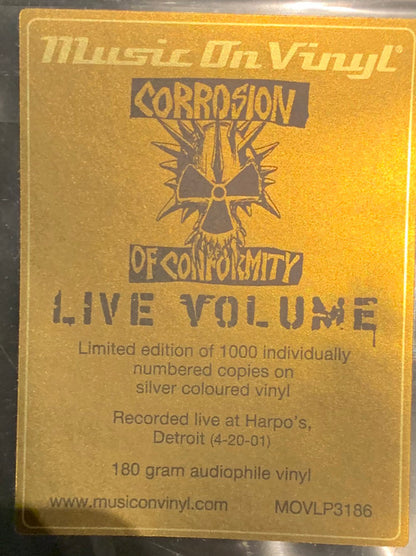 Music On Vinyl®
CORROSION
OF CONFORMITY
LIVE VOLUME
Limited edition of 1000 individually
numbered copies on
silver coloured vinyl
Recorded live at Harpo's,
Detroit (4-20-01)
180 gram audiophile vinyl
www.musiconvinyl.com MOVLP3186